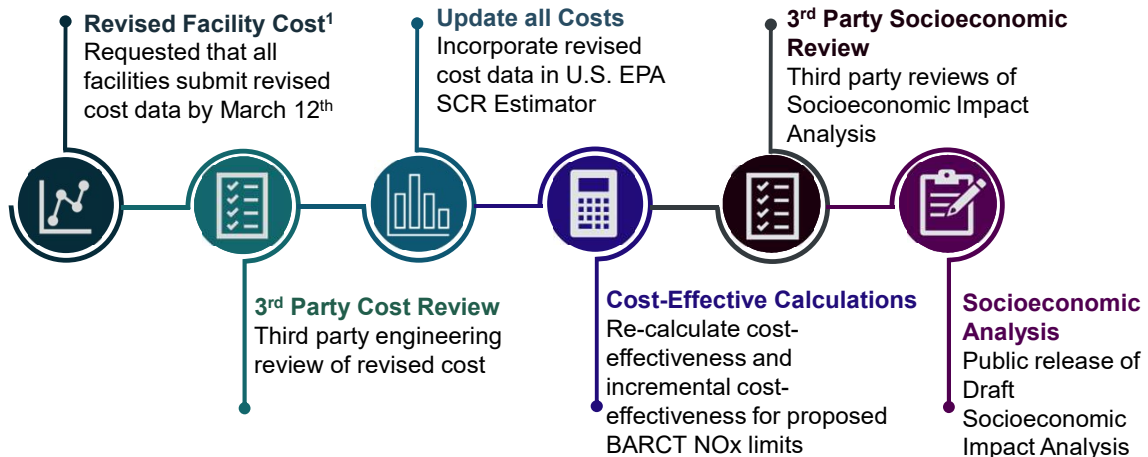 Revised Facility Cost¹
Requested that all
facilities submit revised
cost data by March 12th
3rd Party Cost Review
Third party engineering
review of revised cost
Update all Costs
Incorporate revised
cost data in U.S. EPA
SCR Estimator
Cost-Effective Calculations
Re-calculate cost-
effectiveness and
incremental cost-
effectiveness for proposed
BARCT NOx limits
3rd Party Socioeconomic
Review
Third party reviews of
Socioeconomic Impact
Analysis
Socioeconomic
Analysis
Public release of
Draft
Socioeconomic
Impact Analysis